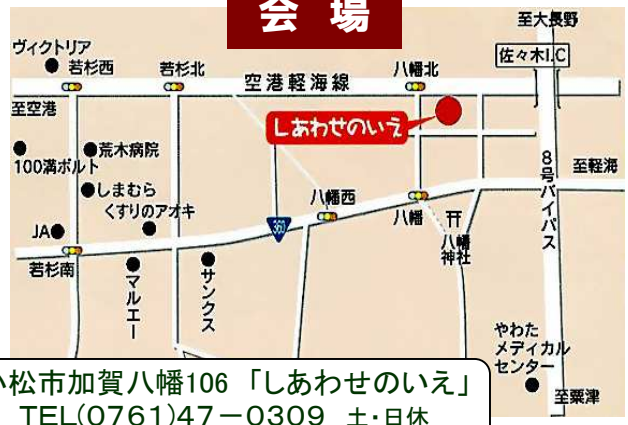 会場
至大長野
ヴィクトリア
若杉西
若杉北
空港軽海線
八幡北
佐々木I.C
至空港
しあわせのいえ
100満ボルト
荒木病院
しまむら
くすりのアオキ
8号バイパス
至軽海
八幡西
八幡
JA
360
八幡
神社
若杉南
マルエー
サンクス
やわた
メディカル
センター
至粟津
小松市加賀八幡106 「しあわせのいえ」
TEL(0761)47－0309 土・日休